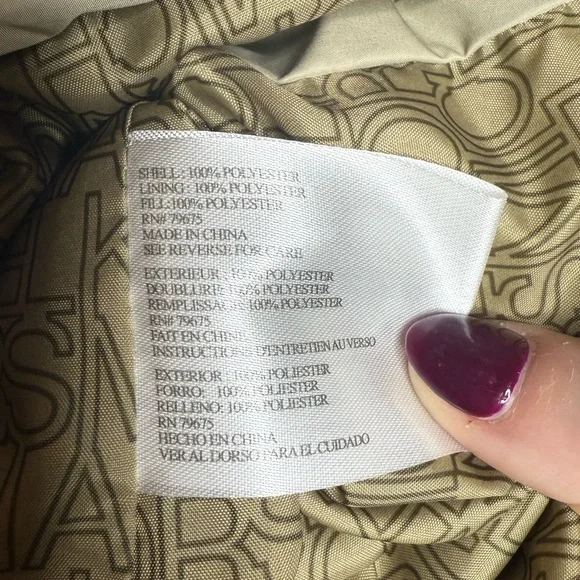 SHELL : 100% POLYESTER
LINING : 100% POLYESTER
FILL:100% POLYESTER
RN# 79675
MADE IN CHINA
SEE REVERSE FOR CARE
EXTERIEUR : 100% POLYESTER
DOUBLURE: 100% POLYESTER
REMPLISSAGE: 100% POLYESTER
RN# 79675
FAIT EN CHINE
INSTRUCTIONS D'ENTRETIEN AU VERSO
EXTERIOR : 100% POLIESTER
FORRO: 100% POLIESTER
RELLENO: 100% POLIESTER
RN 79675
HECHO EN CHINA
VER AL DORSO PARA EL CUIDADO